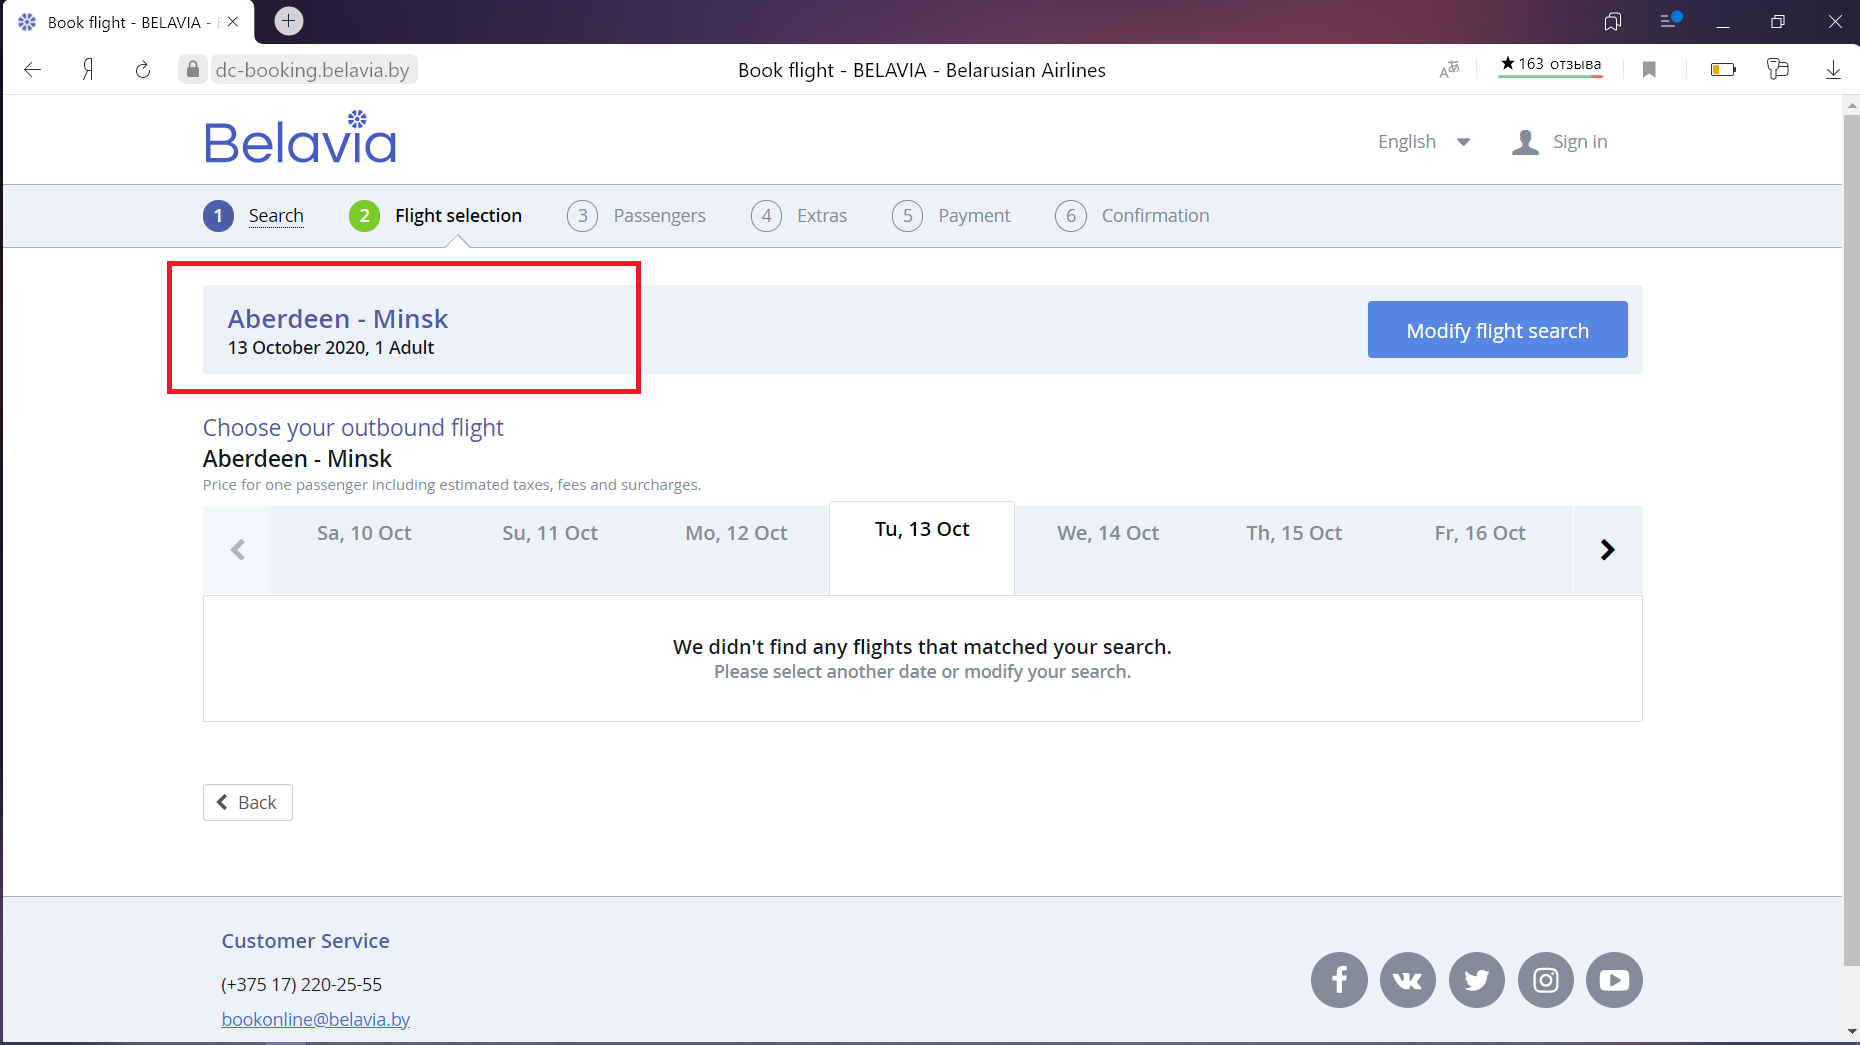 Book flight - BELAVIA -
dc-booking.belavia.by
Book flight - BELAVIA - Belarusian Airlines
★163 отзыва
Belavia
English
Sign in
1 Search
2 Flight selection
3 Passengers
4 Extras
5 Payment
6 Confirmation
Aberdeen - Minsk
13 October 2020, 1 Adult
Modify flight search
Choose your outbound flight
Aberdeen - Minsk
Price for one passenger including estimated taxes, fees and surcharges.
Sa, 10 Oct
Su, 11 Oct
Mo, 12 Oct
Tu, 13 Oct
We, 14 Oct
Th, 15 Oct
Fr, 16 Oct
We didn't find any flights that matched your search.
Please select another date or modify your search.
Back
Customer Service
(+375 17) 220-25-55
bookonline@belavia.by